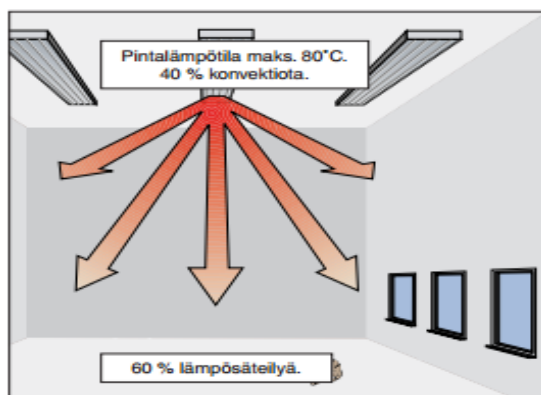 Pintalämpötila maks. 80°C.
40 % konvektiota.
60 % lämpösäteilyä.